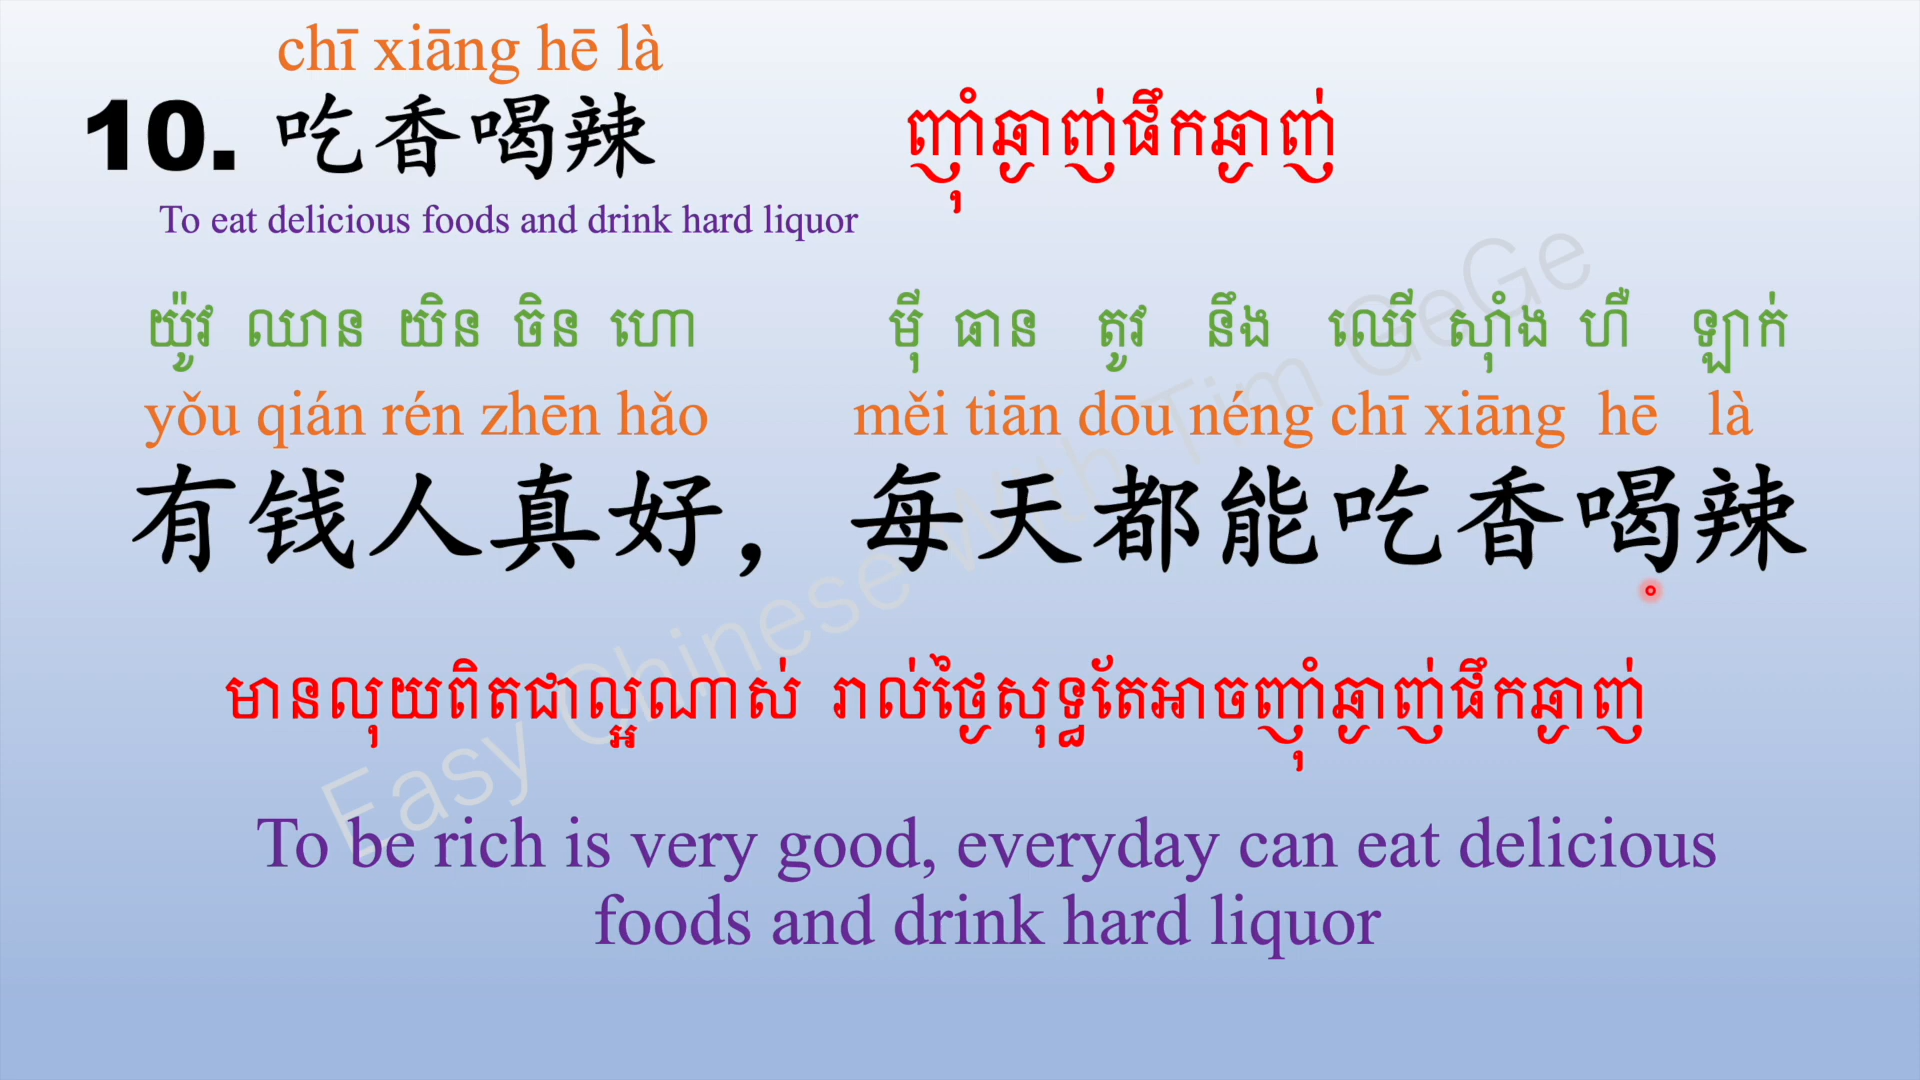 chī xiāng hē là
10. 吃香喝辣
ញ៉ាំឆ្ងាញ់ផឹកឆ្ងាញ់
To eat delicious foods and drink hard liquor
យ៉ូវ ឈាន យិន ចិន ហោ ម៉ី ធាន តូវ នឹង ឈើ ស៊ាំង ហឺ ឡាក់
yǒu qián rén zhēn hǎo měi tiān dōu néng chī xiāng hē là
有钱人真好，每天都能吃香喝辣
មានលុយពិតជាល្អណាស់ រាល់ថ្ងៃសុទ្ធតែអាចញ៉ាំឆ្ងាញ់ផឹកឆ្ងាញ់
To be rich is very good, everyday can eat delicious
foods and drink hard liquor
Easy Chinese With Tim GeGe